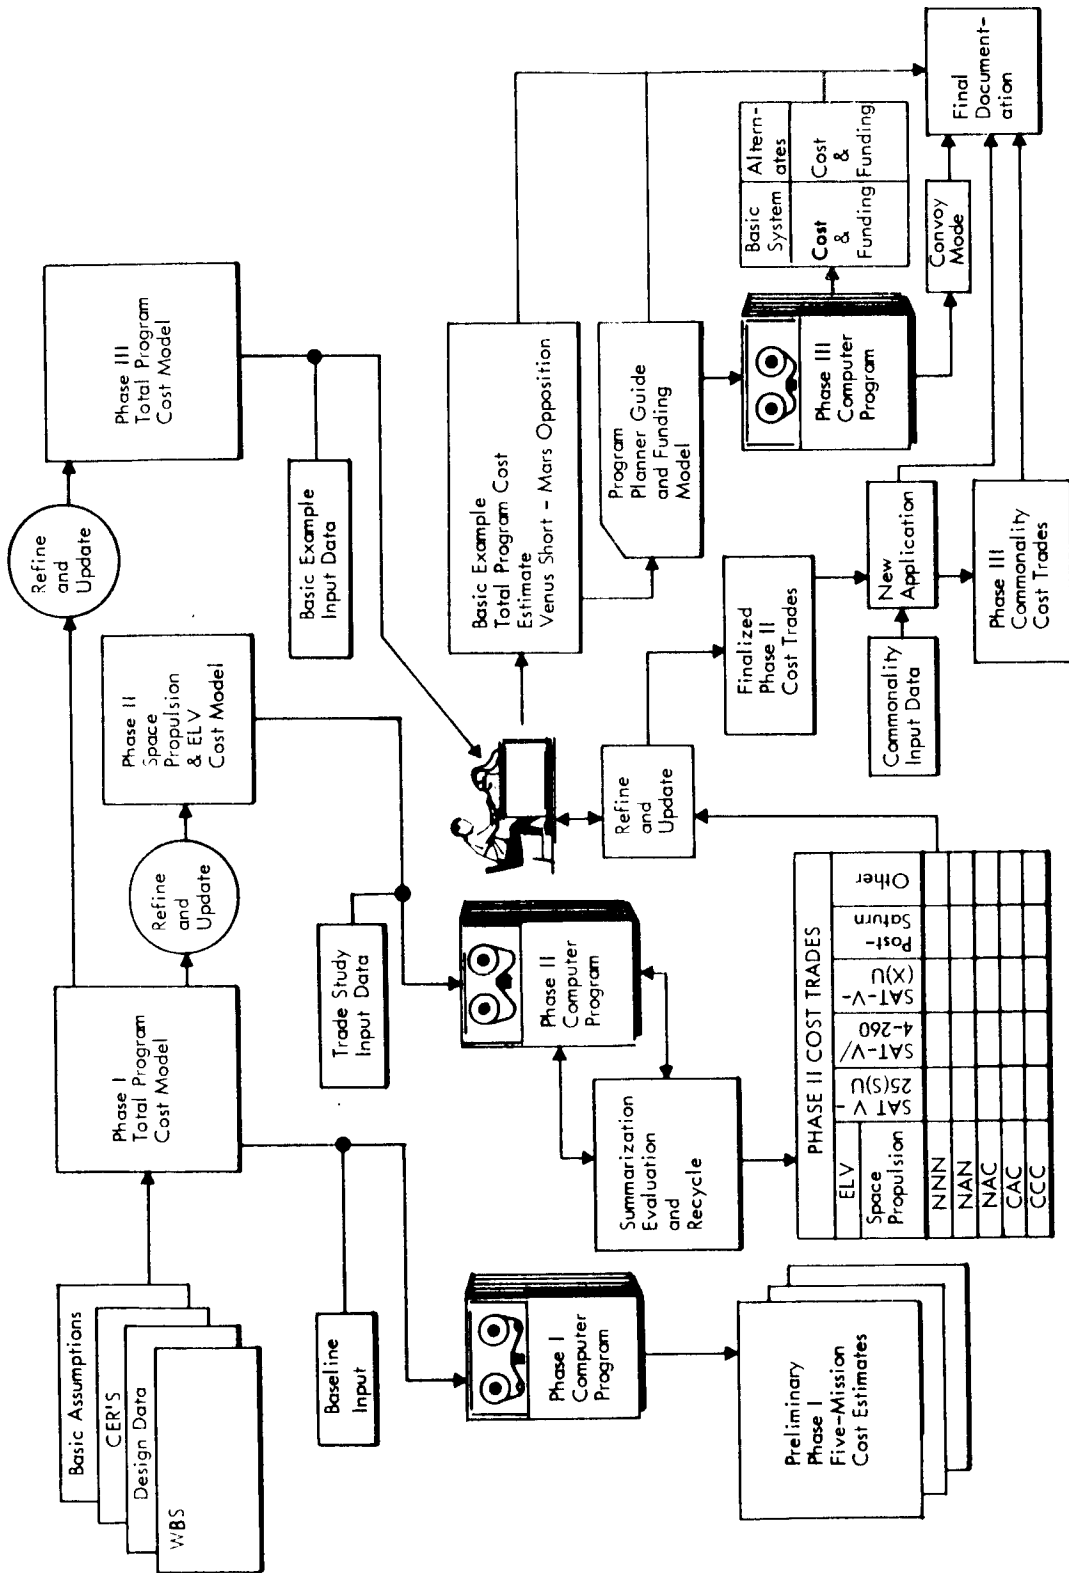 Basic Assumptions
CER'S
Design Data
WBS
Phase I
Total Program
Cost Model
Refine
and
Update
Phase III
Total Program
Cost Model
Refine
and
Update
Phase II
Space
Propulsion
& ELV
Cost Model
Baseline
Input
Trade Study
Input Data
Basic Example
Input Data
Phase I
Computer
Program
Phase II
Computer
Program
Basic Example
Total Program Cost
Estimate
Venus Short - Mars Opposition
Summarization
Evaluation
and
Recycle
Refine
and
Update
Program
Planner Guide
and Funding
Model
Finalized
Phase II
Cost Trades
Phase III
Computer
Program
Basic
System
Altern-
ates
Cost
&
Funding
Cost
&
Funding
Preliminary
Phase I
Five-Mission
Cost Estimates
PHASE II COST TRADES
ELV
Space
Propulsion
SAT V -
25(S)U
SAT-V/
4-260
SAT-V-
(X)U
Post-
Saturn
Other
NNN
NAN
NAC
CAC
CCC
Commonality
Input Data
New
Application
Convoy
Mode
Phase III
Commonality
Cost Trades
Final
Document-
ation